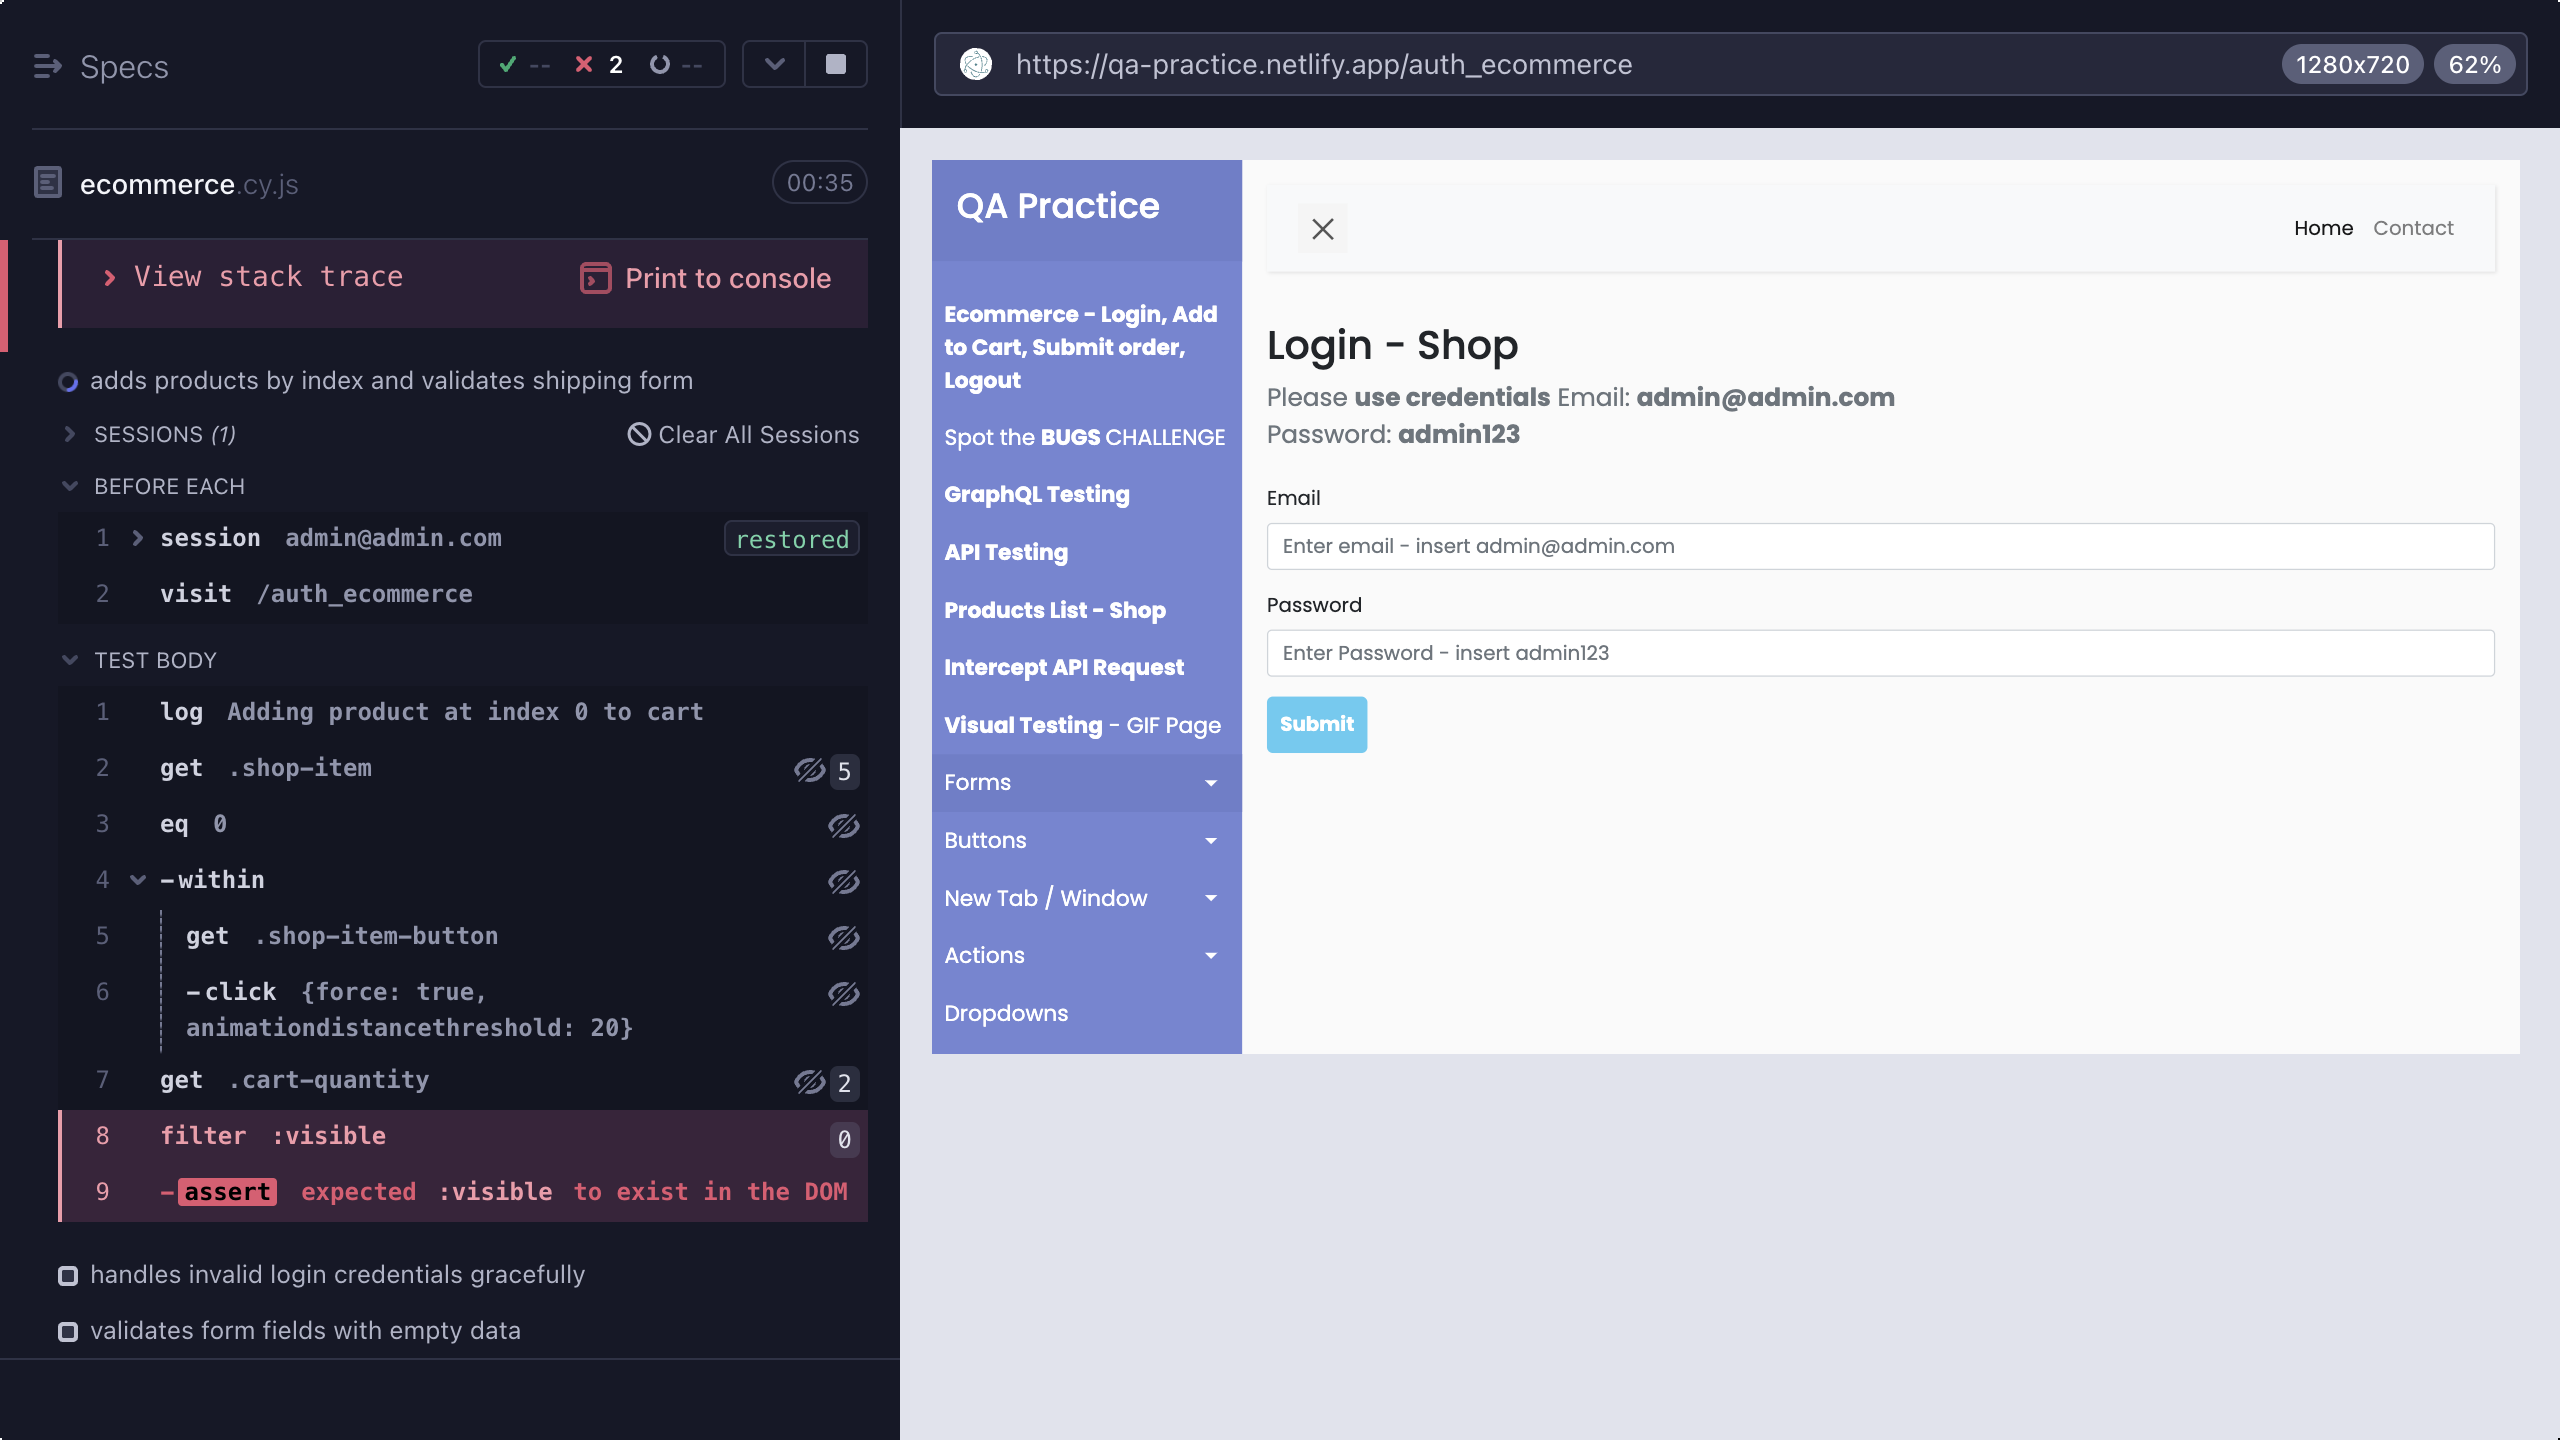 Specs
-- 2 --
ecommerce.cy.js
00:35
View stack trace
Print to console
adds products by index and validates shipping form
SESSIONS (1)
Clear All Sessions
BEFORE EACH
1 session admin@admin.com restored
2 visit /auth_ecommerce
TEST BODY
1 log Adding product at index 0 to cart
2 get .shop-item 5
3 eq 0
4 -within
5 get .shop-item-button
6 -click {force: true,
animationdistancethreshold: 20}
7 get .cart-quantity 2
8 filter :visible 0
9 -assert expected :visible to exist in the DOM
handles invalid login credentials gracefully
validates form fields with empty data
https://qa-practice.netlify.app/auth_ecommerce
1280x720
62%
QA Practice
Ecommerce - Login, Add
to Cart, Submit order,
Logout
Spot the BUGS CHALLENGE
GraphQL Testing
API Testing
Products List - Shop
Intercept API Request
Visual Testing - GIF Page
Forms
Buttons
New Tab / Window
Actions
Dropdowns
Home
Contact
Login - Shop
Please use credentials Email: admin@admin.com
Password: admin123
Email
Enter email - insert admin@admin.com
Password
Enter Password - insert admin123
Submit